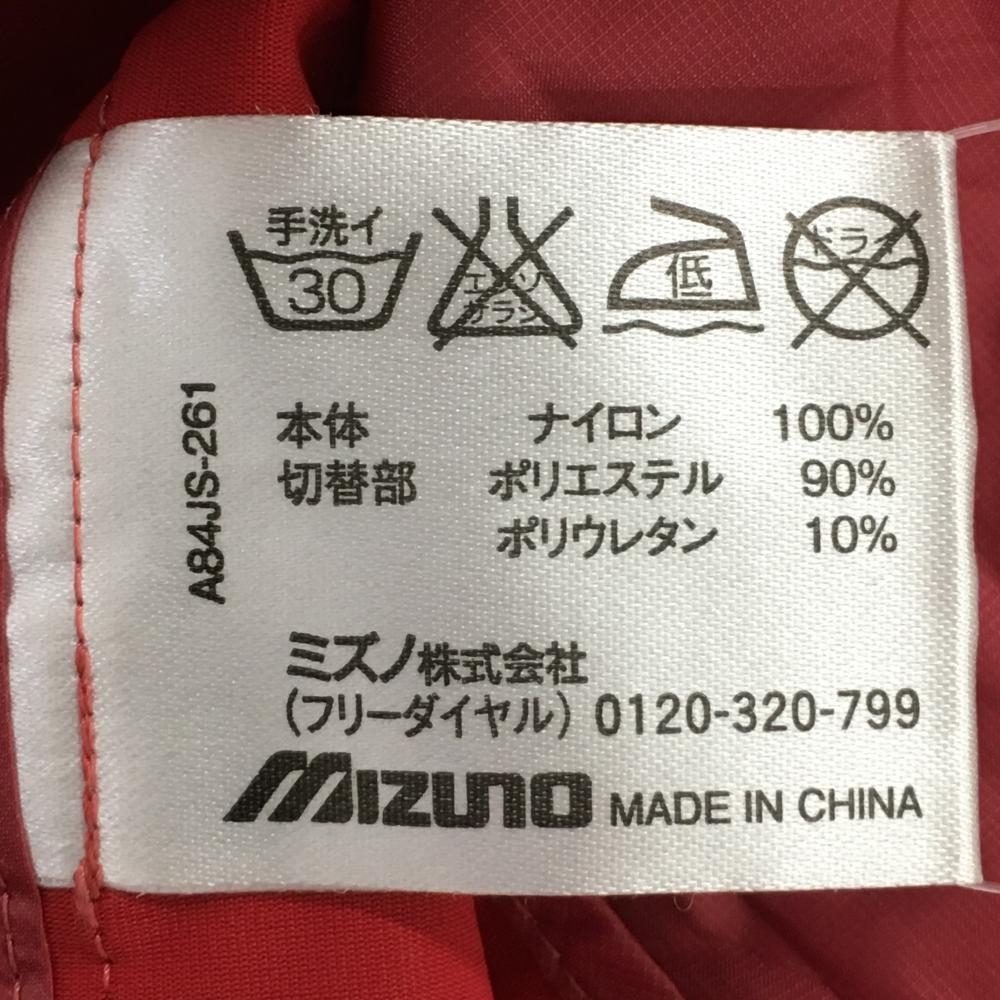 手洗イ
30
エンソ
サラシ
低
ドライ
A84JS-261
本体 ナイロン 100%
切替部 ポリエステル 90%
ポリウレタン 10%
ミズノ株式会社
(フリーダイヤル) 0120-320-799
MIZUNO MADE IN CHINA